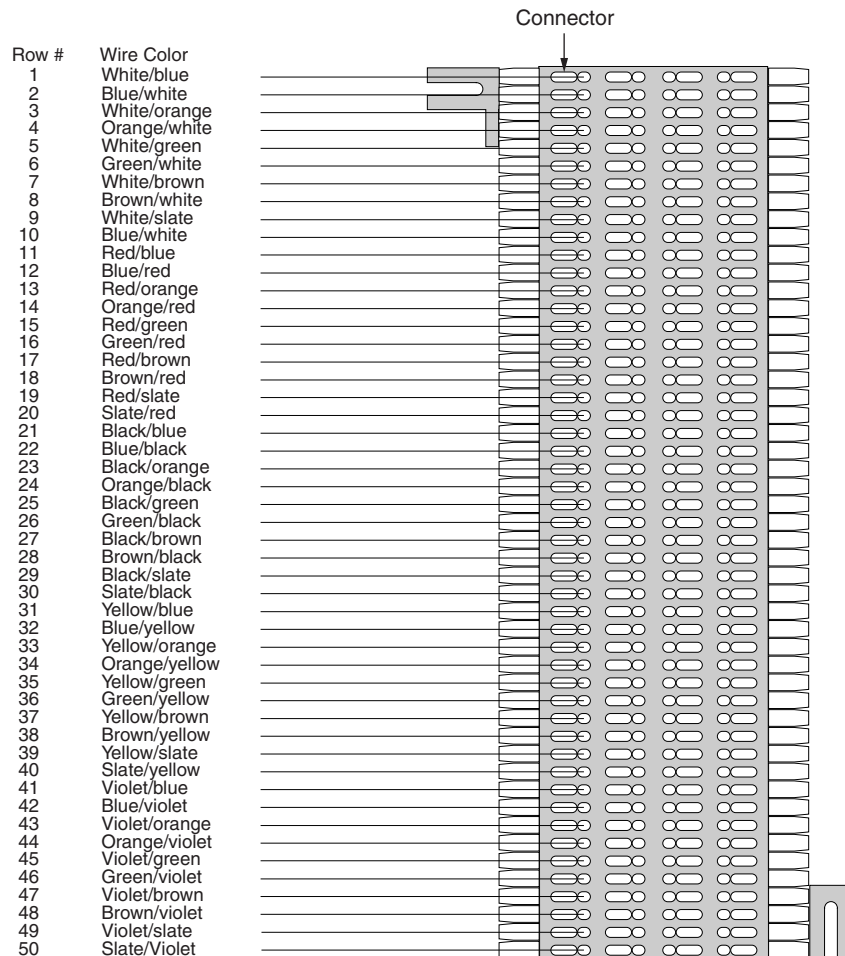 Connector
Row # Wire Color
1 White/blue
2 Blue/white
3 White/orange
4 Orange/white
5 White/green
6 Green/white
7 White/brown
8 Brown/white
9 White/slate
10 Blue/white
11 Red/blue
12 Blue/red
13 Red/orange
14 Orange/red
15 Red/green
16 Green/red
17 Red/brown
18 Brown/red
19 Red/slate
20 Slate/red
21 Black/blue
22 Blue/black
23 Black/orange
24 Orange/black
25 Black/green
26 Green/black
27 Black/brown
28 Brown/black
29 Black/slate
30 Slate/black
31 Yellow/blue
32 Blue/yellow
33 Yellow/orange
34 Orange/yellow
35 Yellow/green
36 Green/yellow
37 Yellow/brown
38 Brown/yellow
39 Yellow/slate
40 Slate/yellow
41 Violet/blue
42 Blue/violet
43 Violet/orange
44 Orange/violet
45 Violet/green
46 Green/violet
47 Violet/brown
48 Brown/violet
49 Violet/slate
50 Slate/Violet